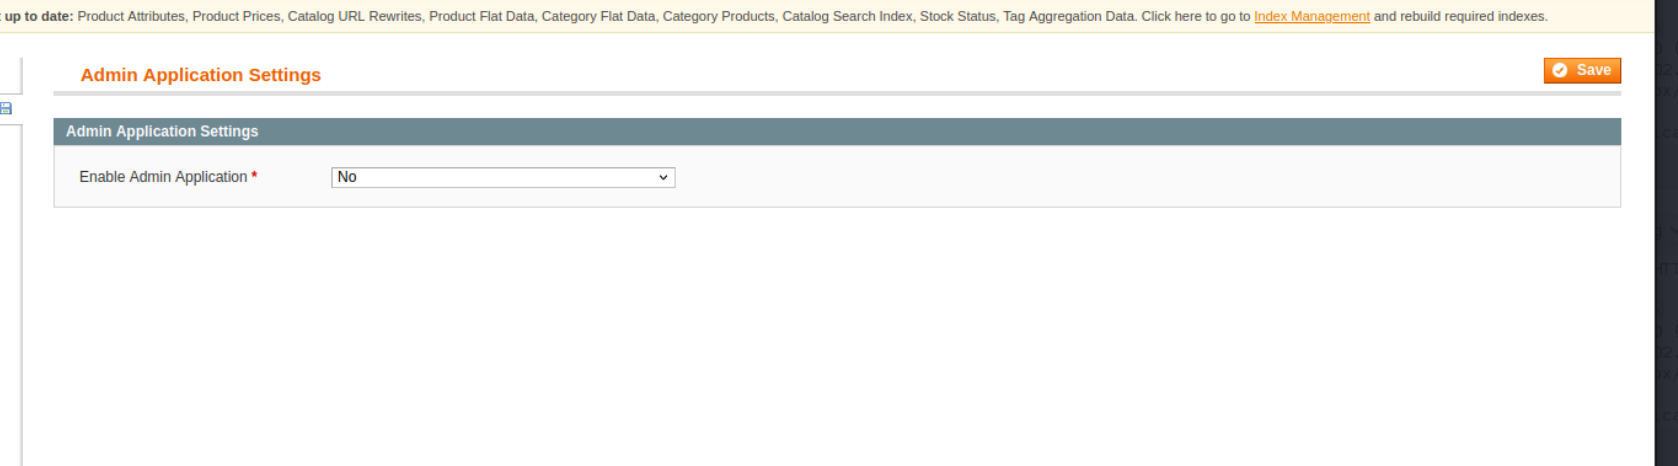 up to date: Product Attributes, Product Prices, Catalog URL Rewrites, Product Flat Data, Category Flat Data, Category Products, Catalog Search Index, Stock Status, Tag Aggregation Data. Click here to go to Index Management and rebuild required indexes.
Admin Application Settings
Save
Admin Application Settings
Enable Admin Application *
No